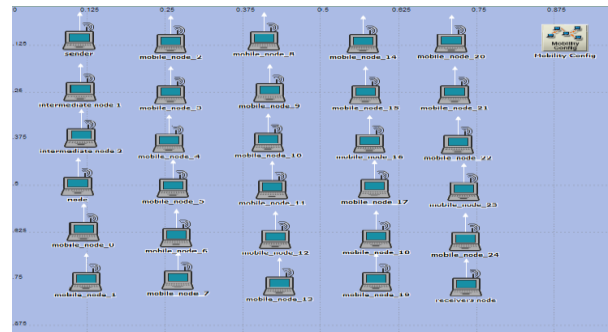 0 0.125 0.25 0.375 0.5 0.625 0.75 0.875
.125
sender mobile_node_2 mobile_node_8 mobile_node_14 mobile_node_20 Mobility Config
Mobility Config
.25
intermediate node 1 mobile_node_3 mobile_node_9 mobile_node_15 mobile_node_21
.375
intermediate node 3 mobile_node_4 mobile_node_10 mobile_node_16 mobile_node_22
.5
node mobile_node_5 mobile_node_11 mobile_node_17 mobile_node_23
.625
mobile_node_0 mobile_node_6 mobile_node_12 mobile_node_18 mobile_node_24
.75
mobile_node_1 mobile_node_7 mobile_node_13 mobile_node_19 receivers node
.875